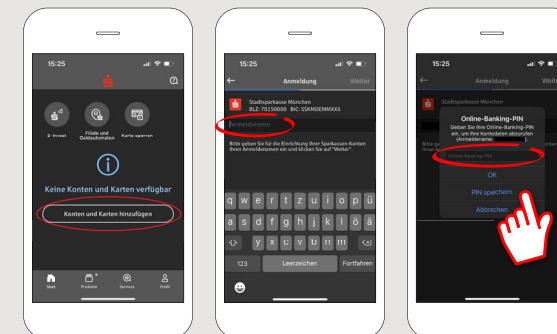 15:25
S-Invest
Filiale und
Geldautomaten
Karte sperren
Keine Konten und Karten verfügbar
Konten und Karten hinzufügen
Start
Produkte
Services
Profil
15:25
Anmeldung
Weiter
Stadtsparkasse München
BLZ: 70150000 BIC: SSKMDEMMXXX
Anmeldename
Bitte geben Sie für die Einrichtung Ihrer Sparkassen-Konten
Ihren Anmeldenamen ein und klicken Sie auf "Weiter".
q w e r t z u i o p ü
a s d f g h j k l ö ä
y x c v b n m
123
Leerzeichen
Fortfahren
15:25
Anmeldung
Weiter
Stadtsparkasse München
Online-Banking-PIN
Geben Sie Ihre Online-Banking-PIN
ein, um Ihre Kontodaten abzurufen
(Anmeldename: ).
Online-Banking-PIN
OK
PIN speichern
Abbrechen